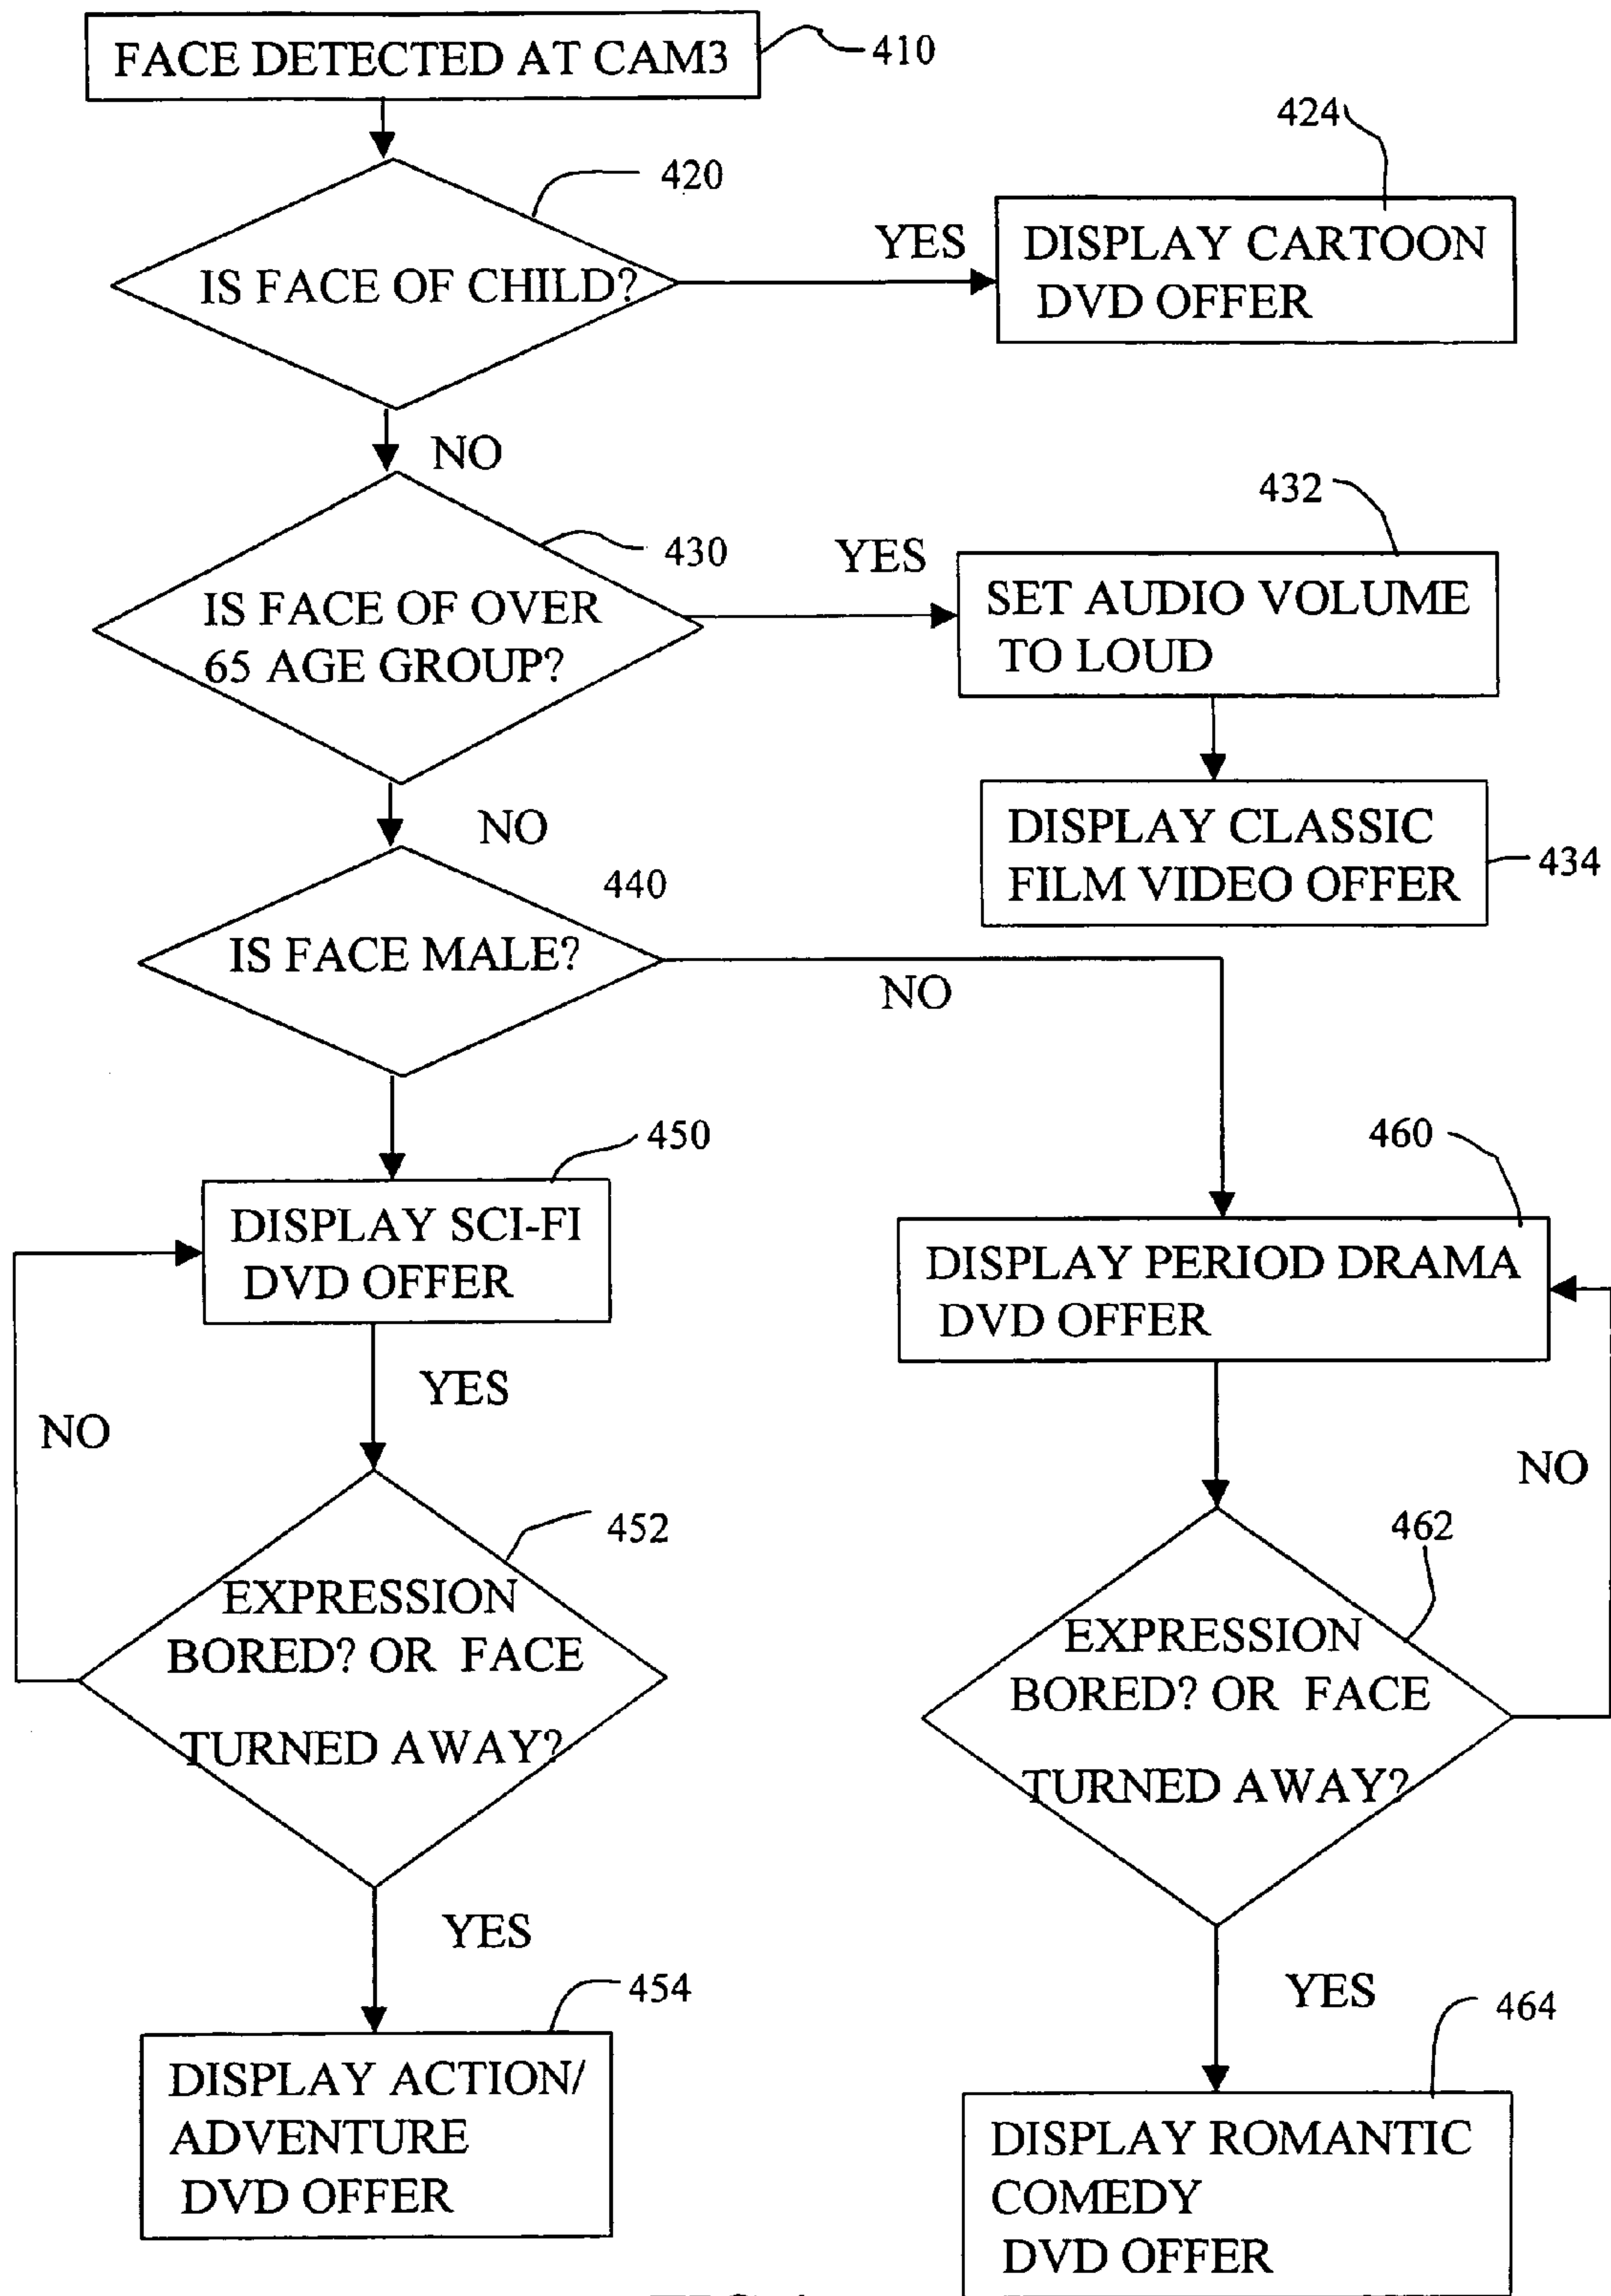 FACE DETECTED AT CAM3
410
424
420
IS FACE OF CHILD?
YES
DISPLAY CARTOON
DVD OFFER
NO
432
430
YES
IS FACE OF OVER
65 AGE GROUP?
SET AUDIO VOLUME
TO LOUD
NO
DISPLAY CLASSIC
FILM VIDEO OFFER
434
440
IS FACE MALE?
NO
450
460
DISPLAY SCI-FI
DVD OFFER
DISPLAY PERIOD DRAMA
DVD OFFER
YES
NO
NO
452
462
EXPRESSION
BORED? OR FACE
TURNED AWAY?
EXPRESSION
BORED? OR FACE
TURNED AWAY?
YES
YES
454
464
DISPLAY ACTION/
ADVENTURE
DVD OFFER
DISPLAY ROMANTIC
COMEDY
DVD OFFER